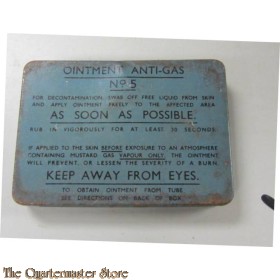 OINTMENT ANTI-GAS
Nº 5
FOR DECONTAMINATION, SWAB OFF FREE LIQUID FROM SKIN
AND APPLY OINTMENT FREELY TO THE AFFECTED AREA
AS SOON AS POSSIBLE.
RUB IN VIGOROUSLY FOR AT LEAST 30 SECONDS.
IF APPLIED TO THE SKIN BEFORE EXPOSURE TO AN ATMOSPHERE
CONTAINING MUSTARD GAS VAPOUR ONLY, THE OINTMENT
WILL PREVENT, OR LESSEN THE SEVERITY OF A BURN.
KEEP AWAY FROM EYES.
TO OBTAIN OINTMENT FROM TUBE
SEE DIRECTIONS ON BACK OF BOX
The Quartermaster Store